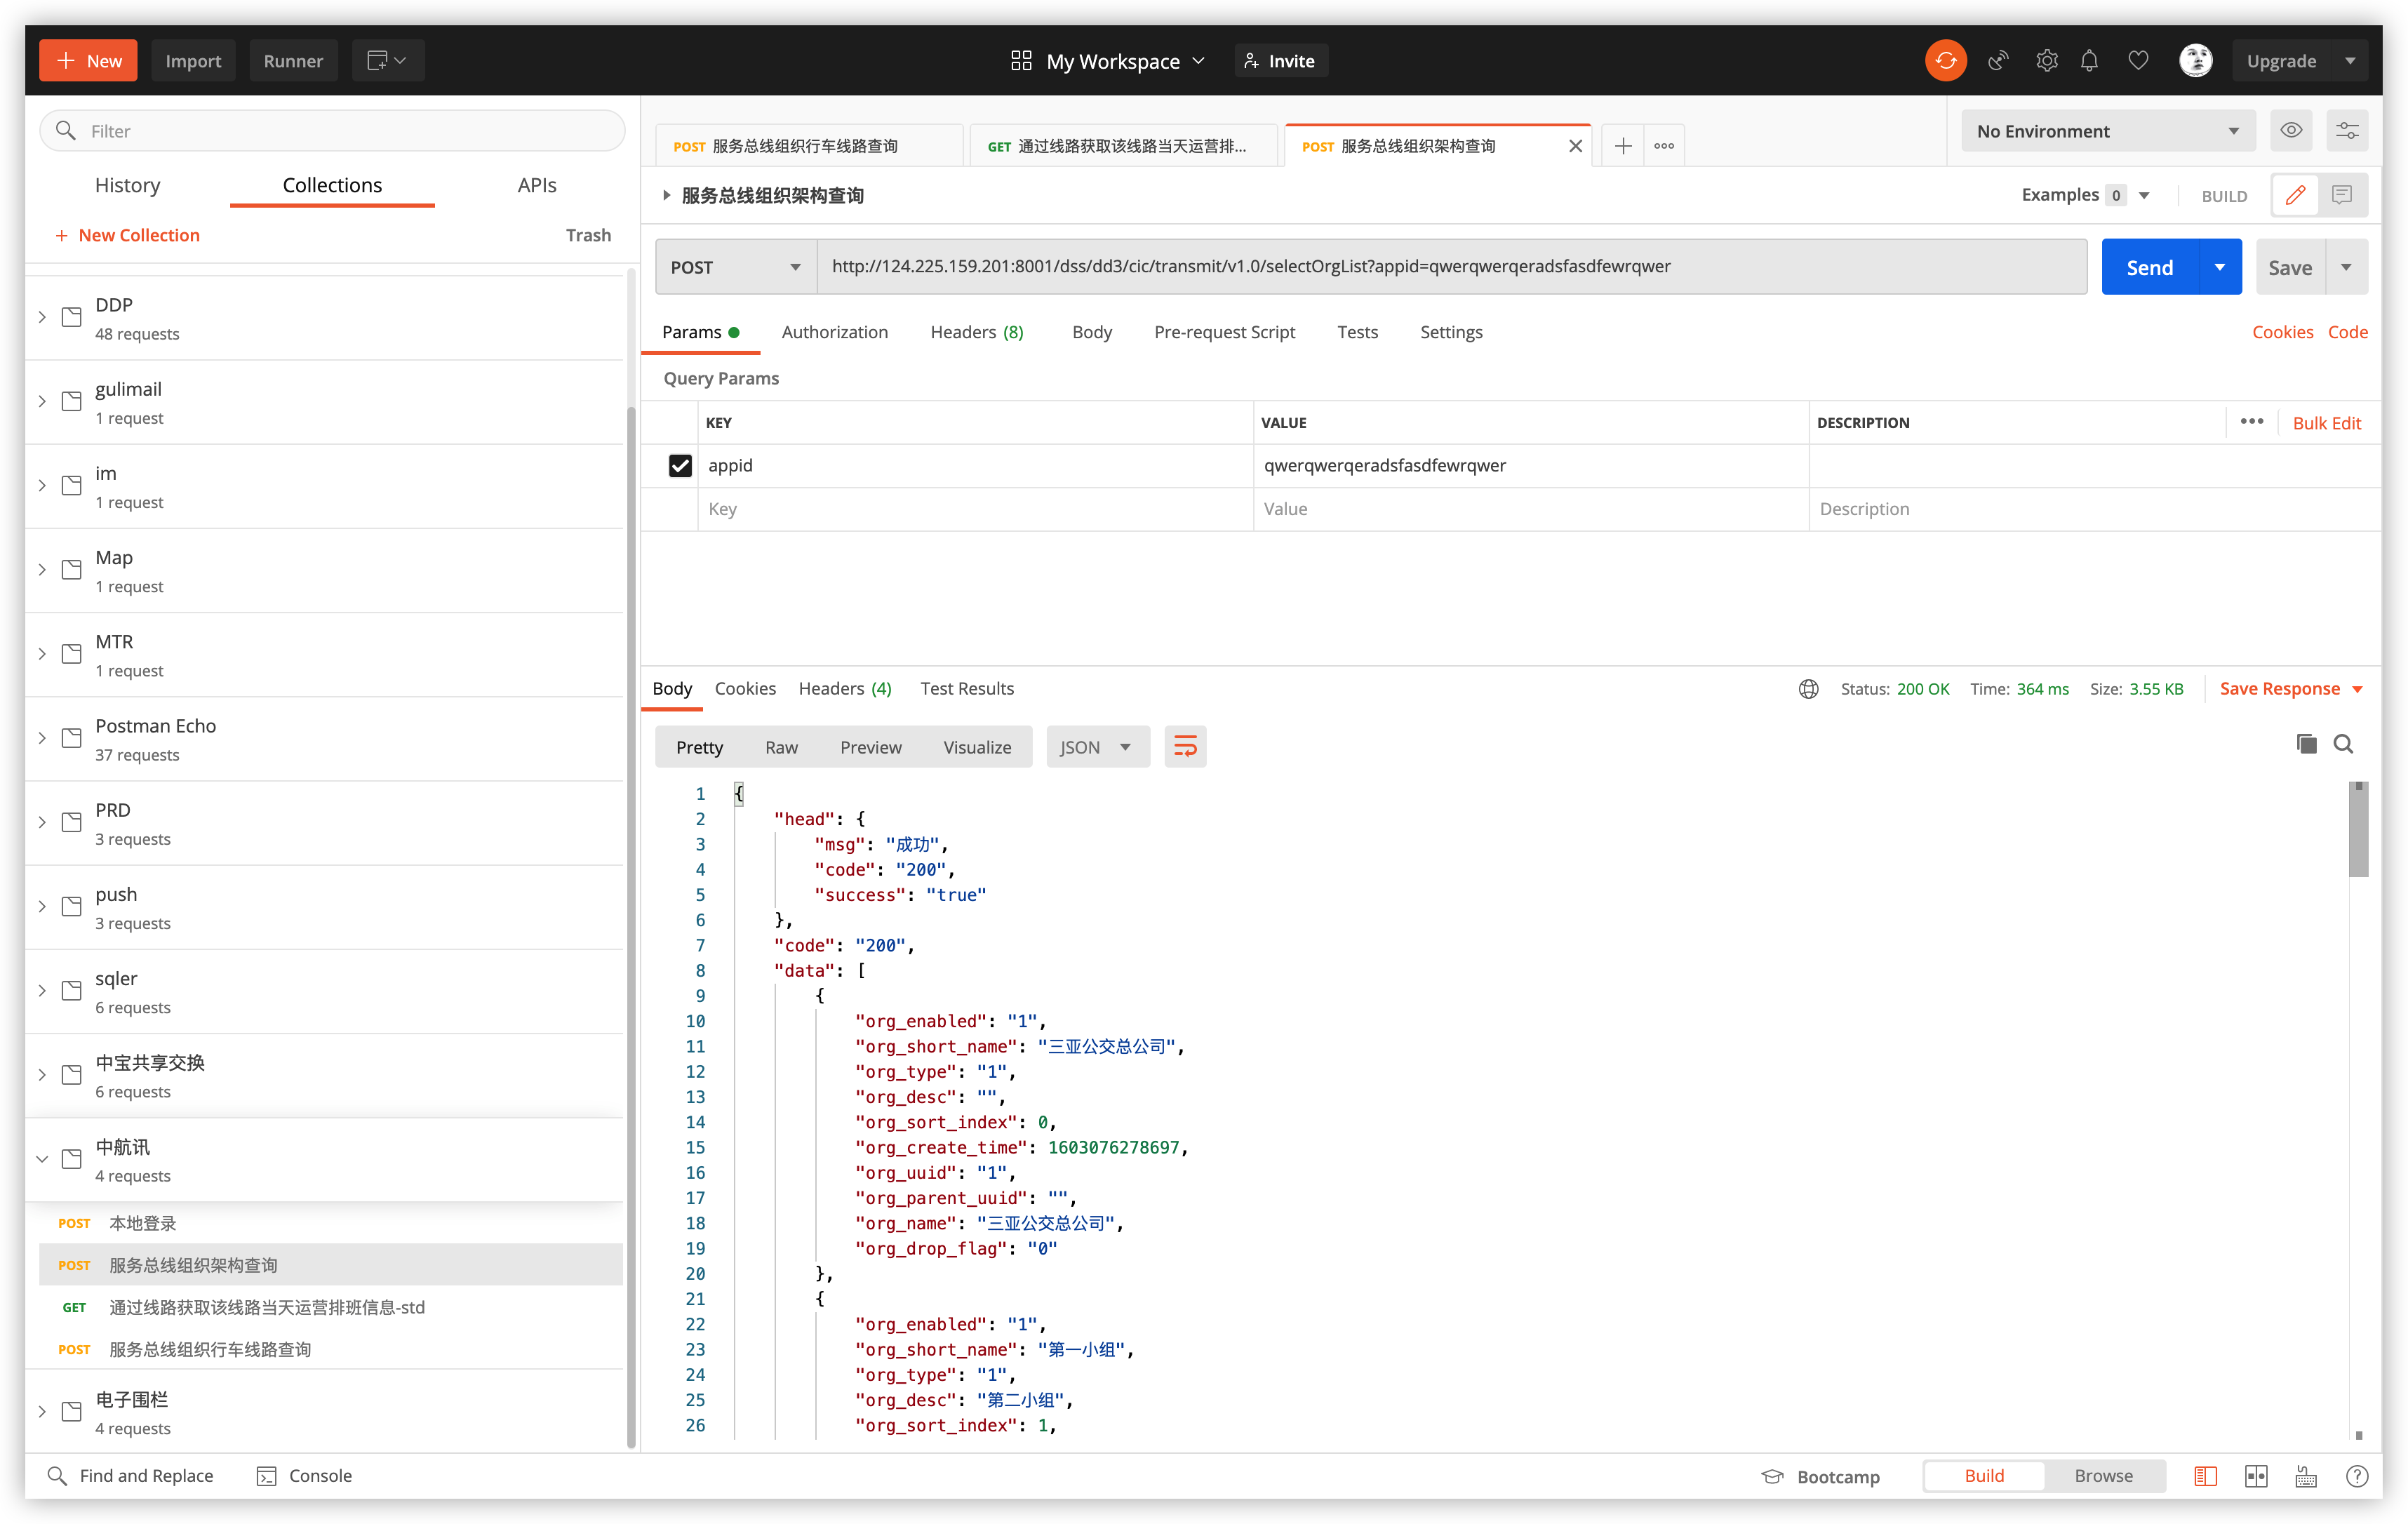 New Import Runner My Workspace Invite Upgrade
Filter
History Collections APIs
New Collection Trash
DDP
48 requests
gulimail
1 request
im
1 request
Map
1 request
MTR
1 request
Postman Echo
37 requests
PRD
3 requests
push
3 requests
sqler
6 requests
中宝共享交换
6 requests
中航讯
4 requests
POST 本地登录
POST 服务总线组织架构查询
GET 通过线路获取该线路当天运营排班信息-std
POST 服务总线组织行车线路查询
电子围栏
4 requests
POST 服务总线组织行车线路查询 GET 通过线路获取该线路当天运营排... POST 服务总线组织架构查询 No Environment
服务总线组织架构查询 Examples 0 BUILD
POST http://124.225.159.201:8001/dss/dd3/cic/transmit/v1.0/selectOrgList?appid=qwerqwerqeradsfasdfewrqwer Send Save
Params Authorization Headers (8) Body Pre-request Script Tests Settings Cookies Code
Query Params
KEY VALUE DESCRIPTION Bulk Edit
appid qwerqwerqeradsfasdfewrqwer
Key Value Description
Body Cookies Headers (4) Test Results Status: 200 OK Time: 364 ms Size: 3.55 KB Save Response
Pretty Raw Preview Visualize JSON
1 {
2 "head": {
3 "msg": "成功",
4 "code": "200",
5 "success": "true"
6 },
7 "code": "200",
8 "data": [
9 {
10 "org_enabled": "1",
11 "org_short_name": "三亚公交总公司",
12 "org_type": "1",
13 "org_desc": "",
14 "org_sort_index": 0,
15 "org_create_time": 1603076278697,
16 "org_uuid": "1",
17 "org_parent_uuid": "",
18 "org_name": "三亚公交总公司",
19 "org_drop_flag": "0"
20 },
21 {
22 "org_enabled": "1",
23 "org_short_name": "第一小组",
24 "org_type": "1",
25 "org_desc": "第二小组",
26 "org_sort_index": 1,
Find and Replace Console Bootcamp Build Browse